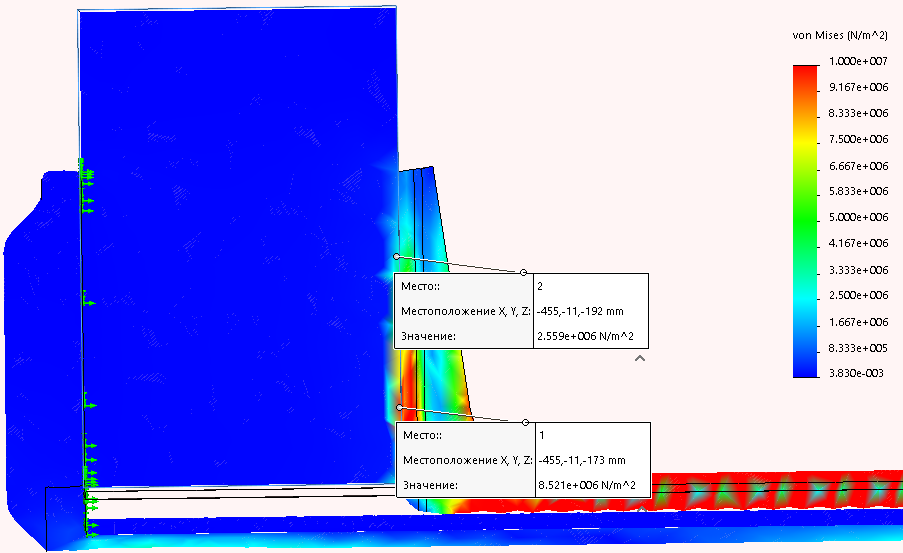 von Mises (N/m^2)
1.000e+007
9.167e+006
8.333e+006
7.500e+006
6.667e+006
5.833e+006
5.000e+006
4.167e+006
3.333e+006
2.500e+006
1.667e+006
8.333e+005
3.830e-003
Место:: 2
Местоположение X, Y, Z: -455,-11,-192 mm
Значение: 2.559e+006 N/m^2
Место:: 1
Местоположение X, Y, Z: -455,-11,-173 mm
Значение: 8.521e+006 N/m^2